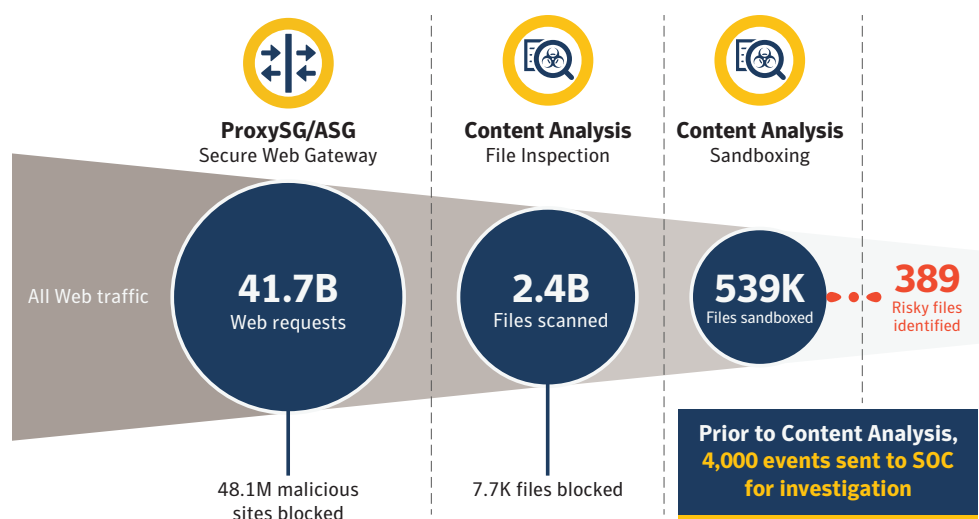 ProxySG/ASG
Secure Web Gateway
Content Analysis
File Inspection
Content Analysis
Sandboxing
All Web traffic
41.7B
Web requests
2.4B
Files scanned
539K
Files sandboxed
389
Risky files
identified
48.1M malicious
sites blocked
7.7K files blocked
Prior to Content Analysis,
4,000 events sent to SOC
for investigation